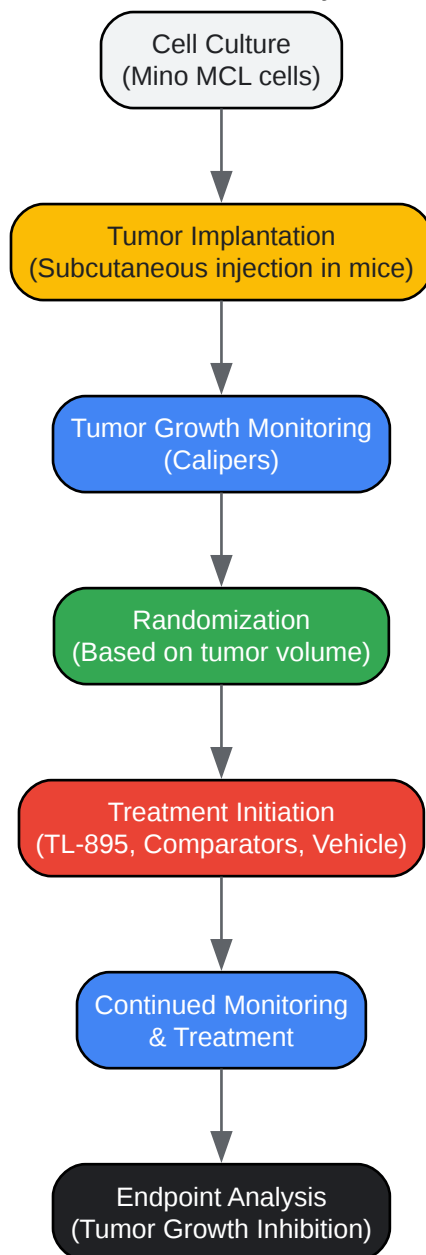 Cell Culture
(Mino MCL cells)
Tumor Implantation
(Subcutaneous injection in mice)
Tumor Growth Monitoring
(Calipers)
Randomization
(Based on tumor volume)
Treatment Initiation
(TL-895, Comparators, Vehicle)
Continued Monitoring
& Treatment
Endpoint Analysis
(Tumor Growth Inhibition)